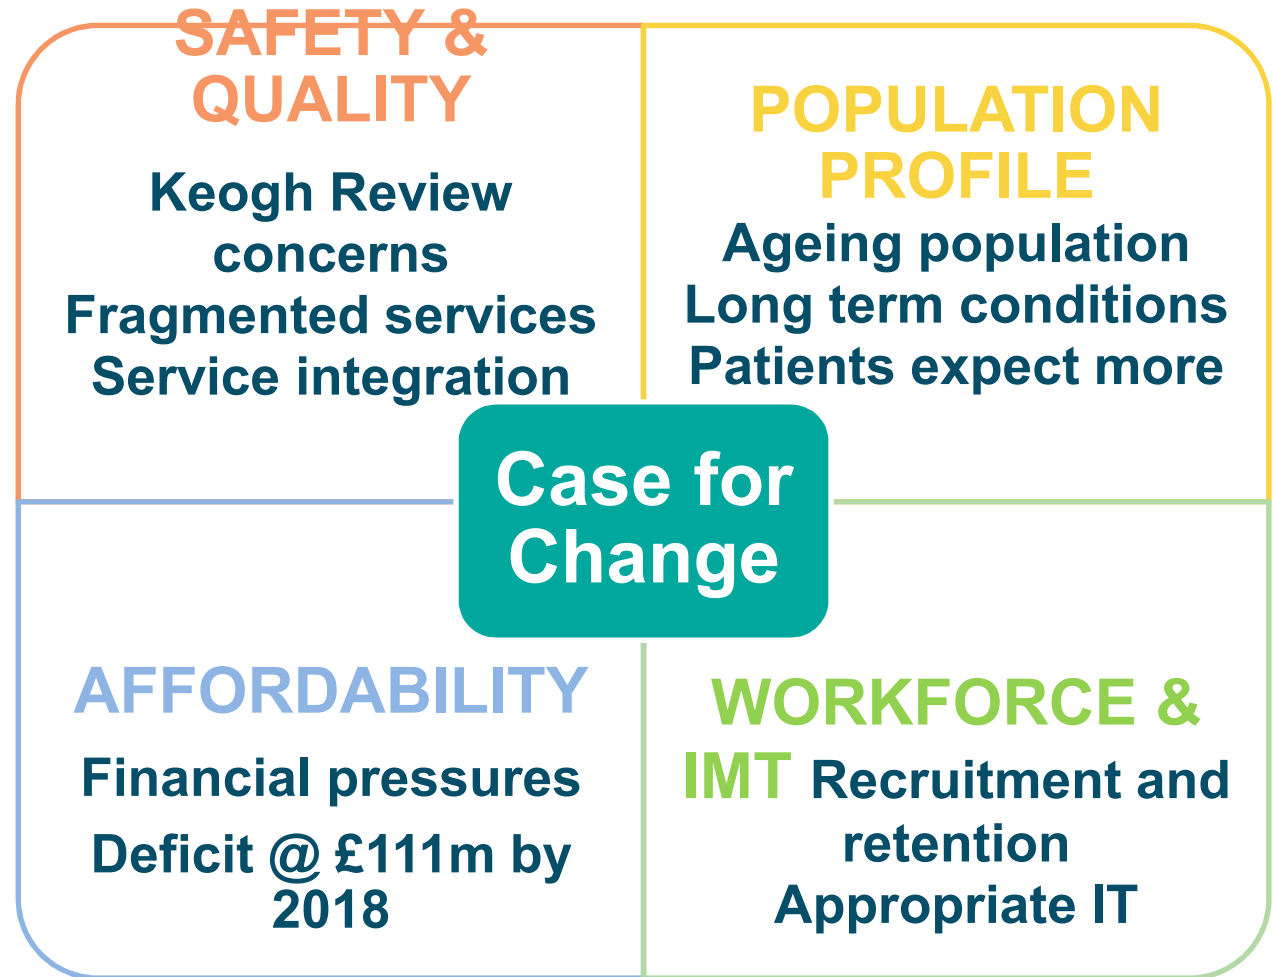 SAFETY &
QUALITY
Keogh Review
concerns
Fragmented services
Service integration
POPULATION
PROFILE
Ageing population
Long term conditions
Patients expect more
Case for
Change
AFFORDABILITY
Financial pressures
Deficit @ £111m by
2018
WORKFORCE &
IMT Recruitment and
retention
Appropriate IT